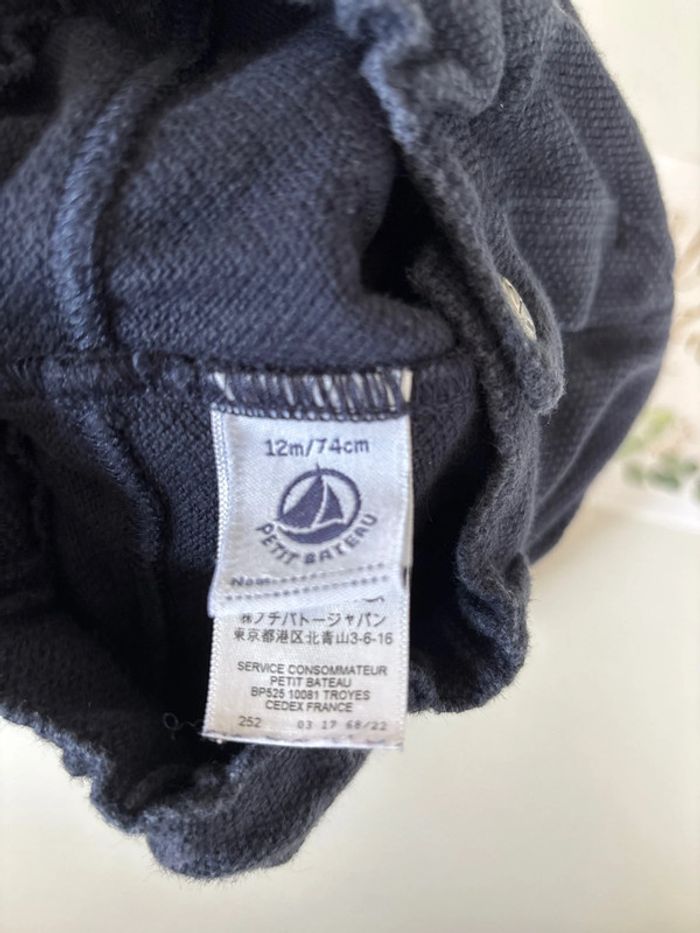 12m/74cm
PETIT BATEAU
Nom
㈱プチバトージャパン
東京都港区北青山3-6-16
SERVICE CONSOMMATEUR
PETIT BATEAU
BP525 10081 TROYES
CEDEX FRANCE
252 03 17 68/22